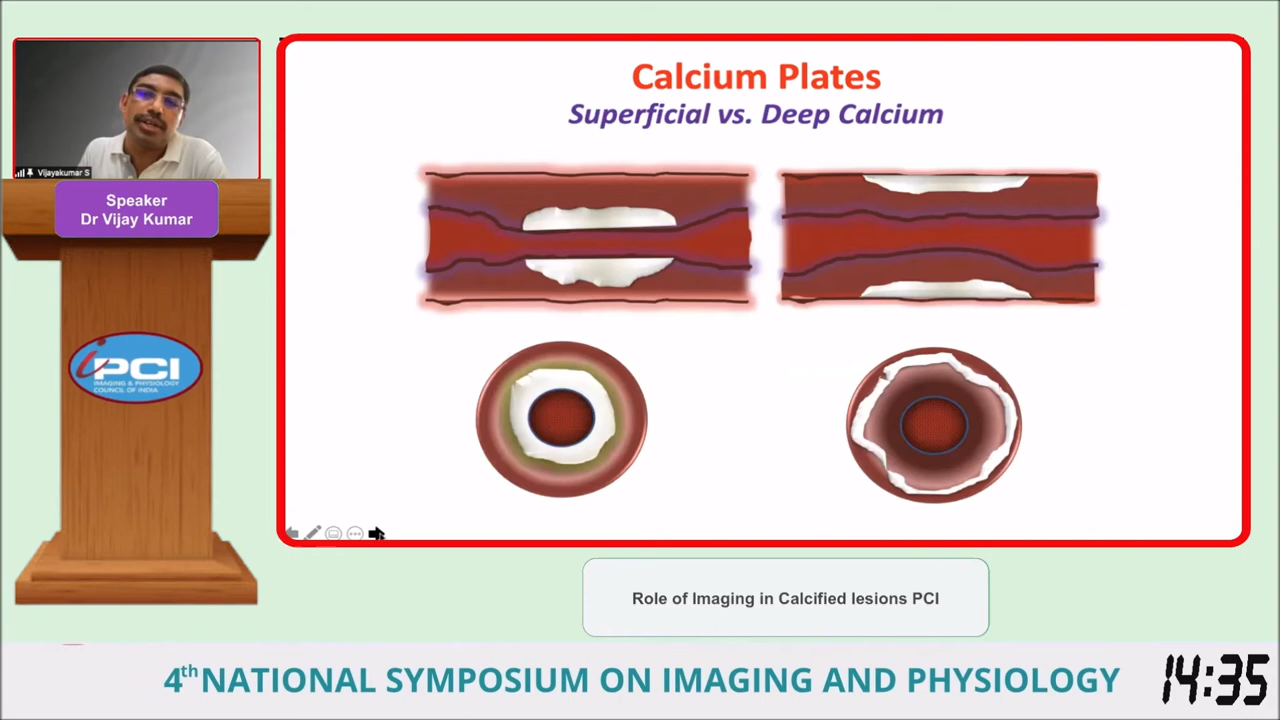 Calcium Plates
Superficial vs. Deep Calcium
Vijayakumar S
Speaker
Dr Vijay Kumar
iPCI
IMAGING & PHYSIOLOGY
COUNCIL OF INDIA
Role of Imaging in Calcified lesions PCI
4th NATIONAL SYMPOSIUM ON IMAGING AND PHYSIOLOGY
14:35